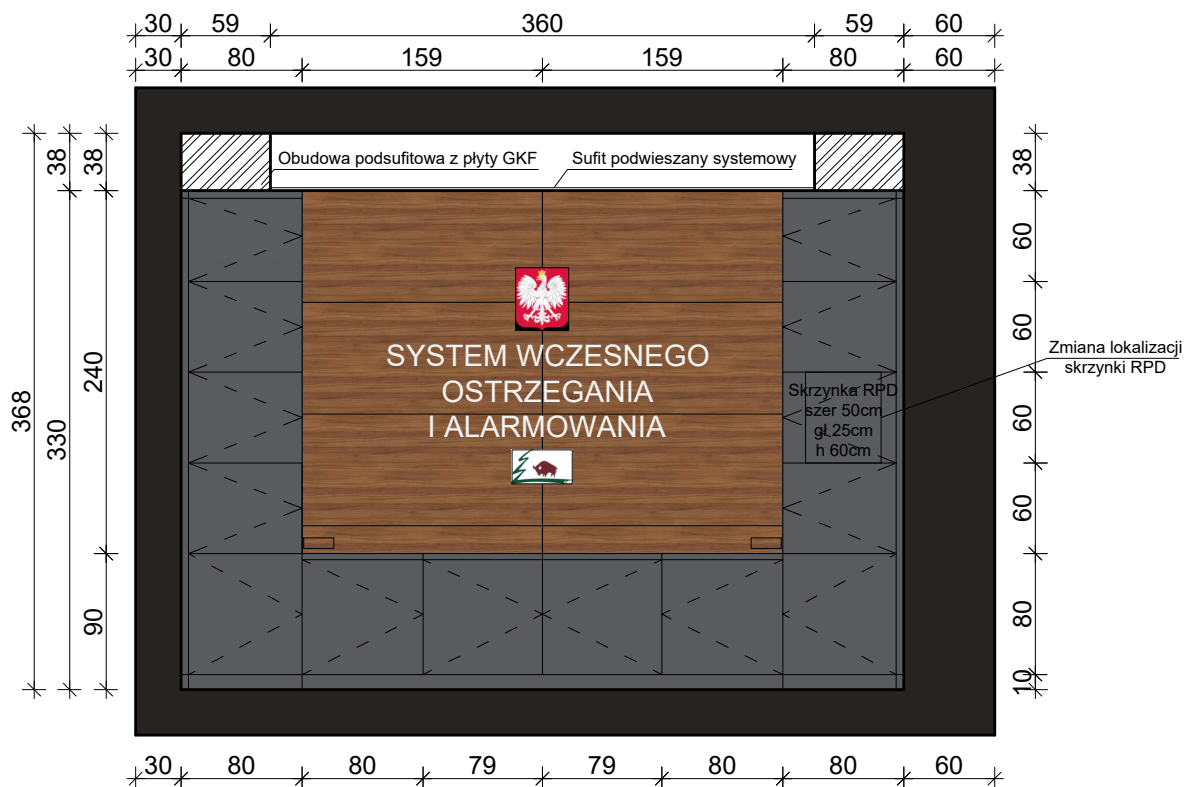 30 59 360 59 60
30 80 159 159 80 60
38 38 38
Obudowa podsufitowa z płyty GKF Sufit podwieszany systemowy
60
60
SYSTEM WCZESNEGO
OSTRZEGANIA
I ALARMOWANIA
Zmiana lokalizacji
skrzynki RPD
Skrzynka RPD
szer 50cm
gł 25cm
h 60cm
368 330 240
60
60
90 80
10
30 80 80 79 79 80 80 60